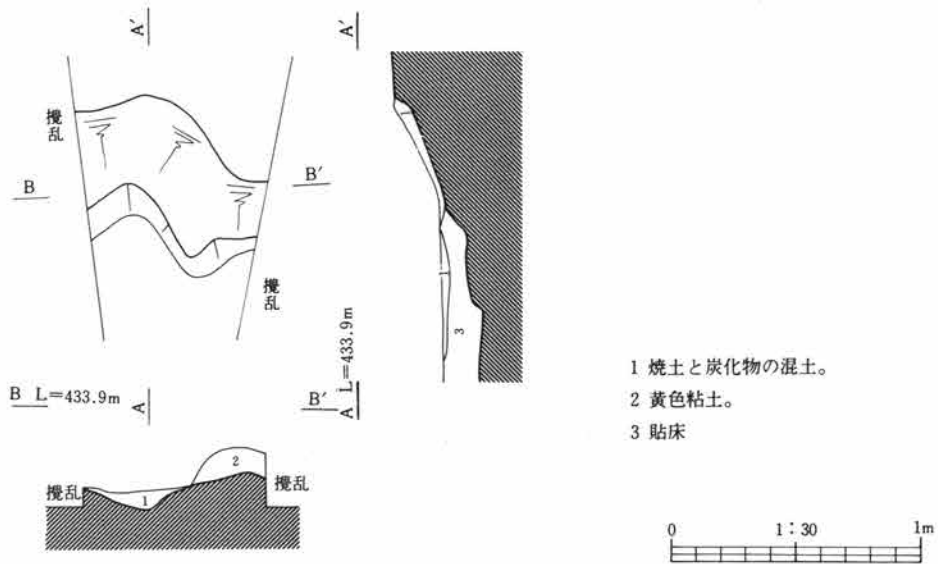 A′
A′
攪乱
B
B′
攪乱
1
3
A L=433.9m
B L=433.9m
A
B′
2
1
攪乱
攪乱
1 焼土と炭化物の混土。
2 黄色粘土。
3 貼床
0 1:30 1m